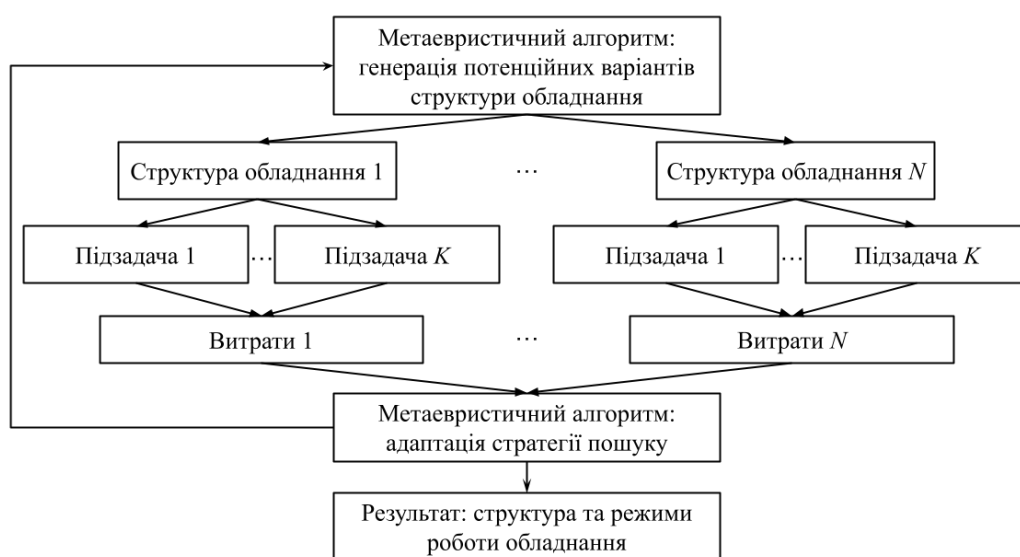 Метаевристичний алгоритм:
генерація потенційних варіантів
структури обладнання
Структура обладнання 1
...
Структура обладнання N
Підзадача 1
...
Підзадача K
Підзадача 1
...
Підзадача K
Витрати 1
...
Витрати N
Метаевристичний алгоритм:
адаптація стратегії пошуку
Результат: структура та режими
роботи обладнання